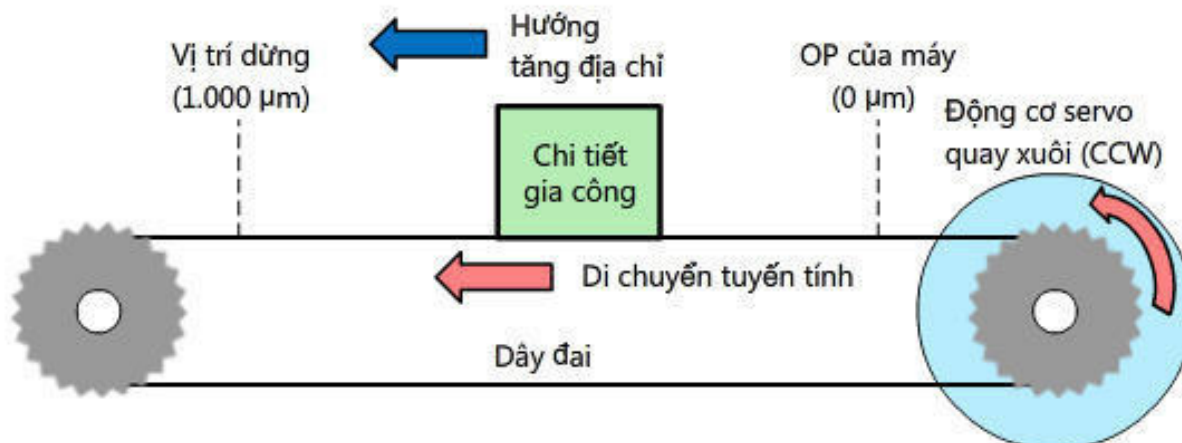 Hướng
tăng địa chỉ
Vị trí dừng
(1.000 µm)
OP của máy
(0 µm)
Động cơ servo
quay xuôi (CCW)
Chi tiết
gia công
Di chuyển tuyến tính
Dây đai